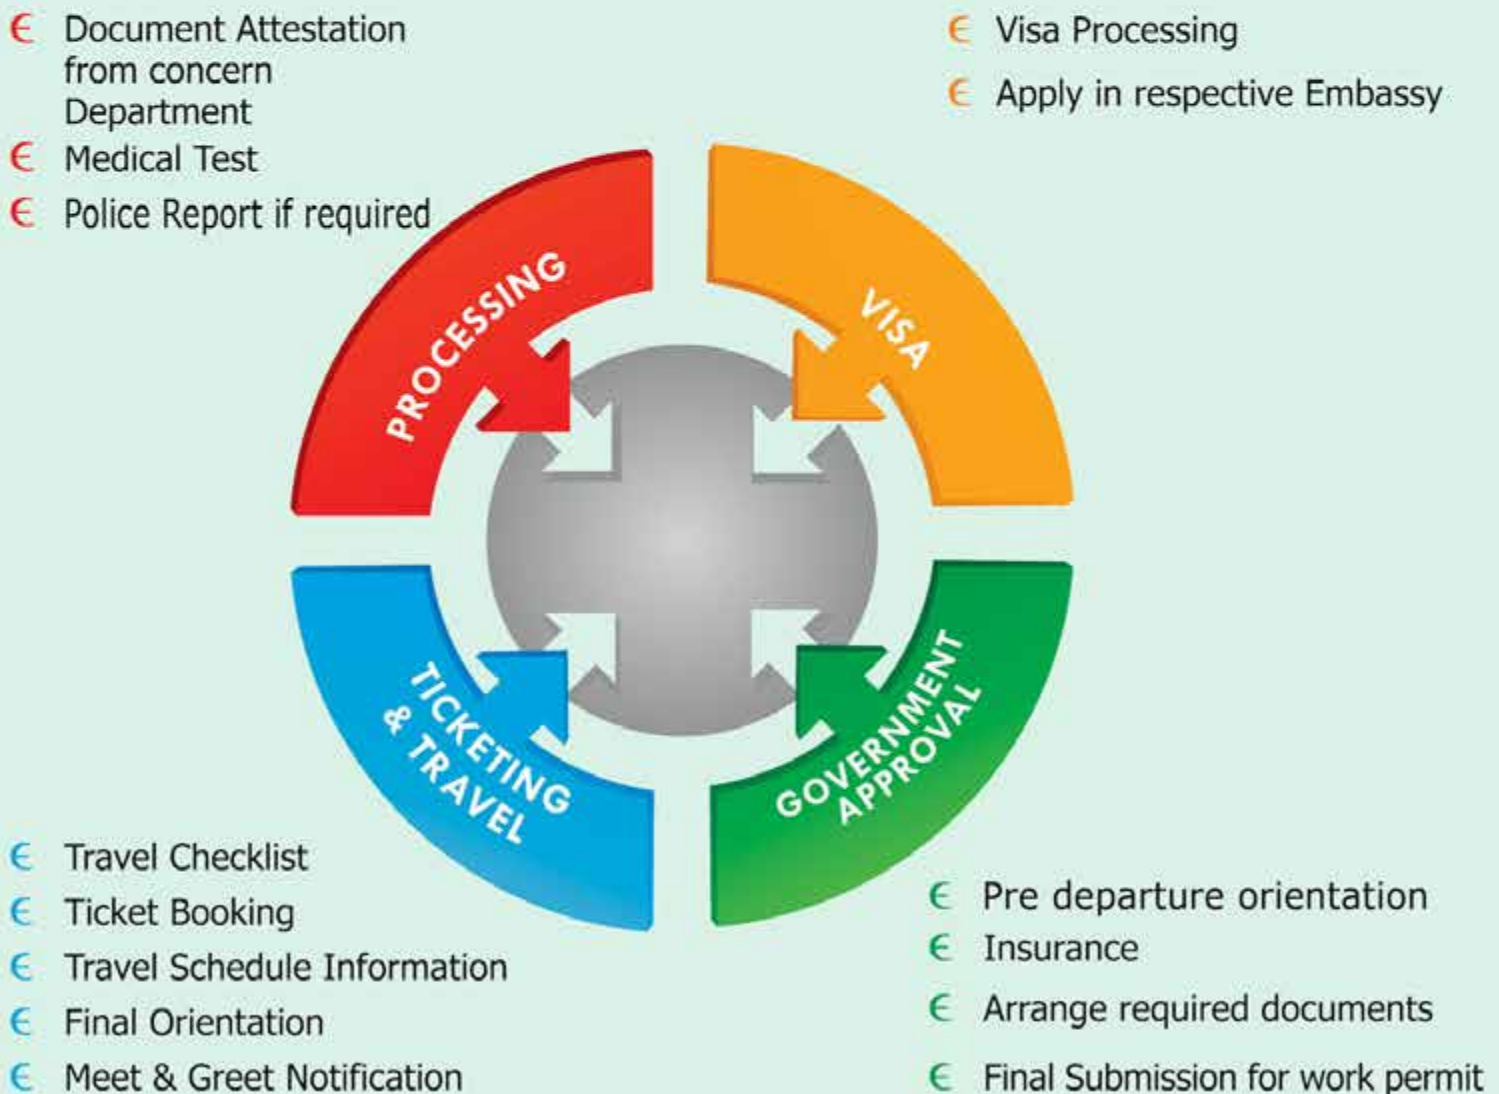 Є Document Attestation
from concern
Department
Є Medical Test
Є Police Report if required
Є Visa Processing
Є Apply in respective Embassy
PROCESSING
VISA
TICKETING
& TRAVEL
GOVERNMENT
APPROVAL
Є Travel Checklist
Є Ticket Booking
Є Travel Schedule Information
Є Final Orientation
Є Meet & Greet Notification
Є Pre departure orientation
Є Insurance
Є Arrange required documents
Є Final Submission for work permit